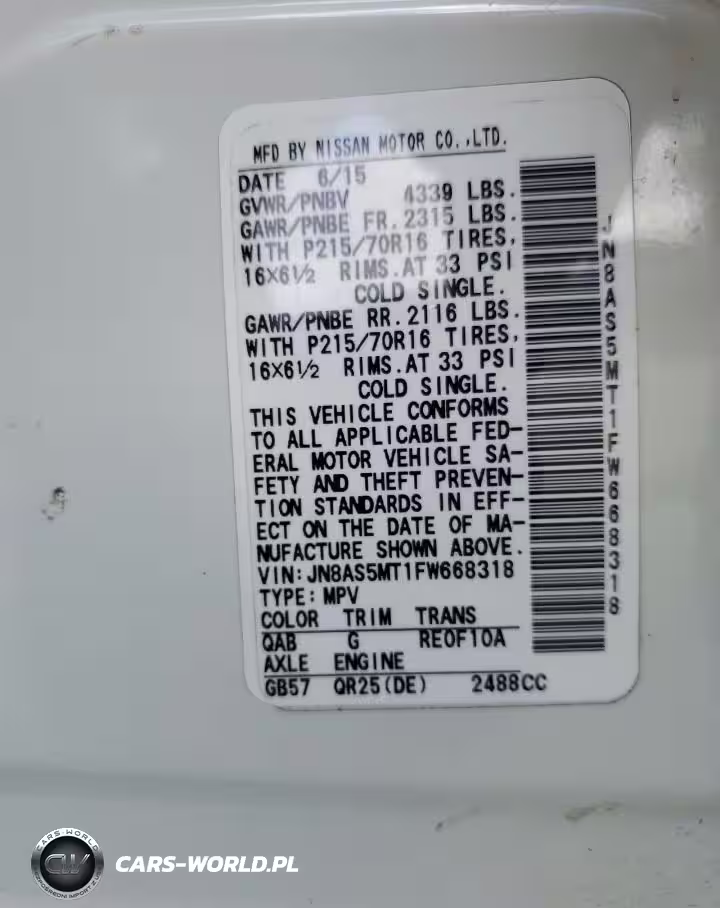 MFD BY NISSAN MOTOR CO.,LTD.
DATE 6/15
GVWR/PNBV 4339 LBS.
GAWR/PNBE FR.2315 LBS.
WITH P215/70R16 TIRES,
16×6½ RIMS.AT 33 PSI
COLD SINGLE.
GAWR/PNBE RR.2116 LBS.
WITH P215/70R16 TIRES,
16×6½ RIMS.AT 33 PSI
COLD SINGLE.
THIS VEHICLE CONFORMS
TO ALL APPLICABLE FED-
ERAL MOTOR VEHICLE SA-
FETY AND THEFT PREVEN-
TION STANDARDS IN EFF-
ECT ON THE DATE OF MA-
NUFACTURE SHOWN ABOVE.
VIN:JN8AS5MT1FW668318
TYPE:MPV
COLOR TRIM TRANS
QAB G RE0F10A
AXLE ENGINE
GB57 QR25(DE) 2488CC
JN8AS5MT1FW668318
CARS-WORLD
CW
CARS-WORLD.PL